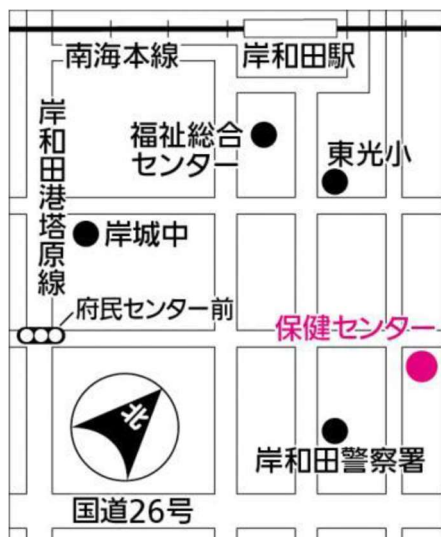 南海本線
岸和田駅
岸和田港塔原線
福祉総合
センター
東光小
岸城中
府民センター前
保健センター
北
岸和田警察署
国道26号